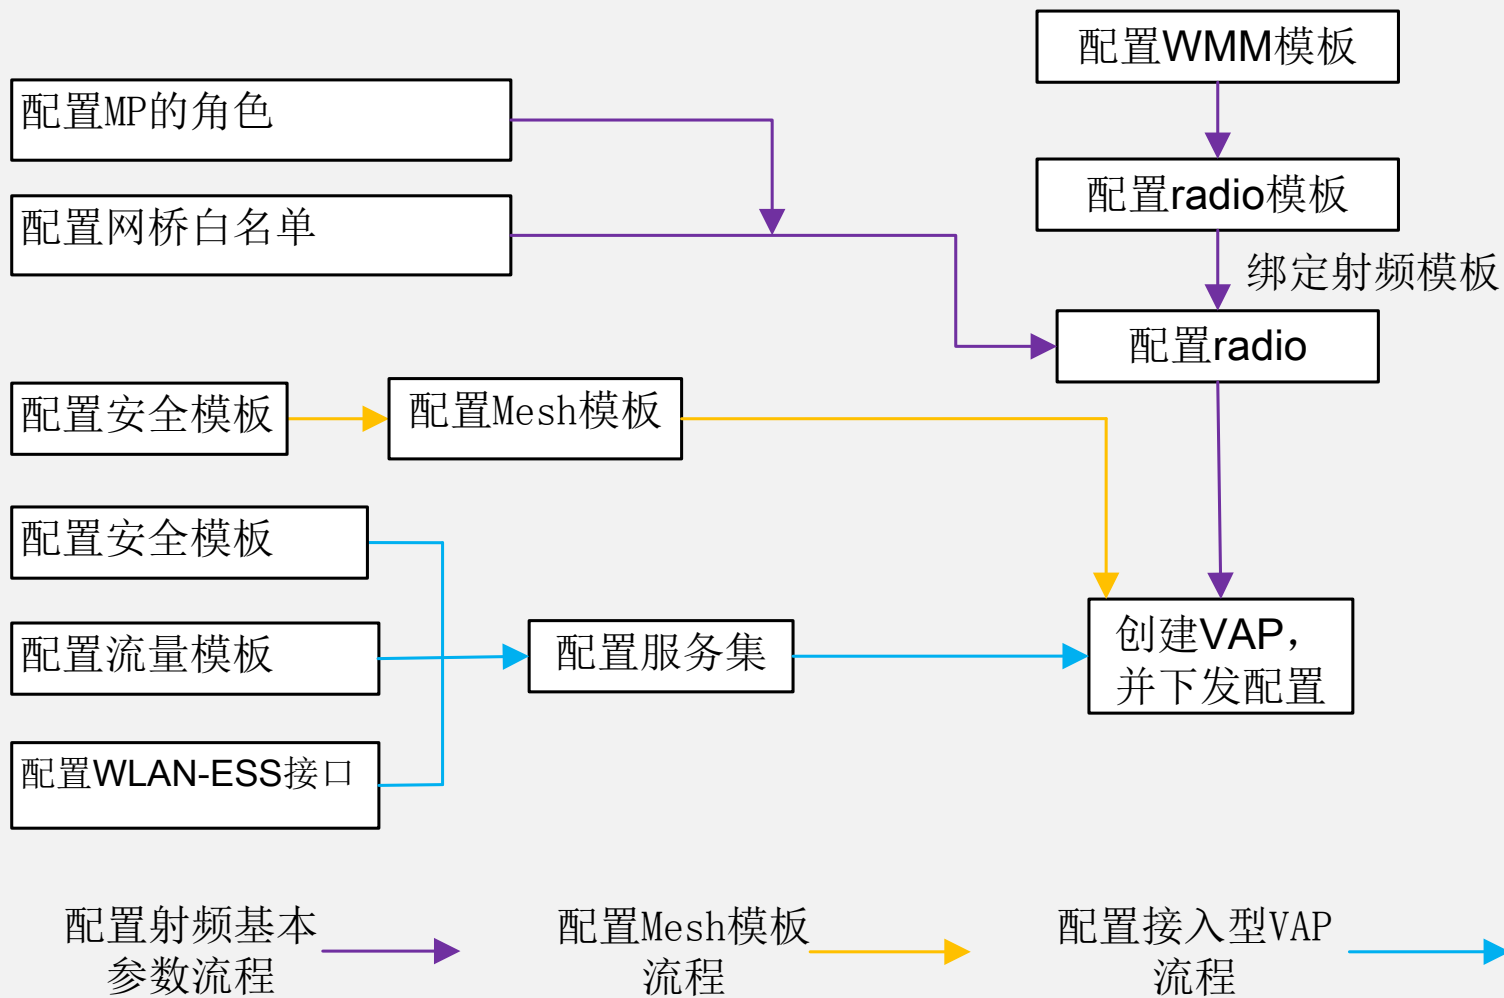 配置WMM模板
配置MP的角色
配置radio模板
配置网桥白名单
绑定射频模板
配置radio
配置安全模板
配置Mesh模板
配置安全模板
配置流量模板
配置服务集
创建VAP，
并下发配置
配置WLAN-ESS接口
配置射频基本
参数流程
配置Mesh模板
流程
配置接入型VAP
流程